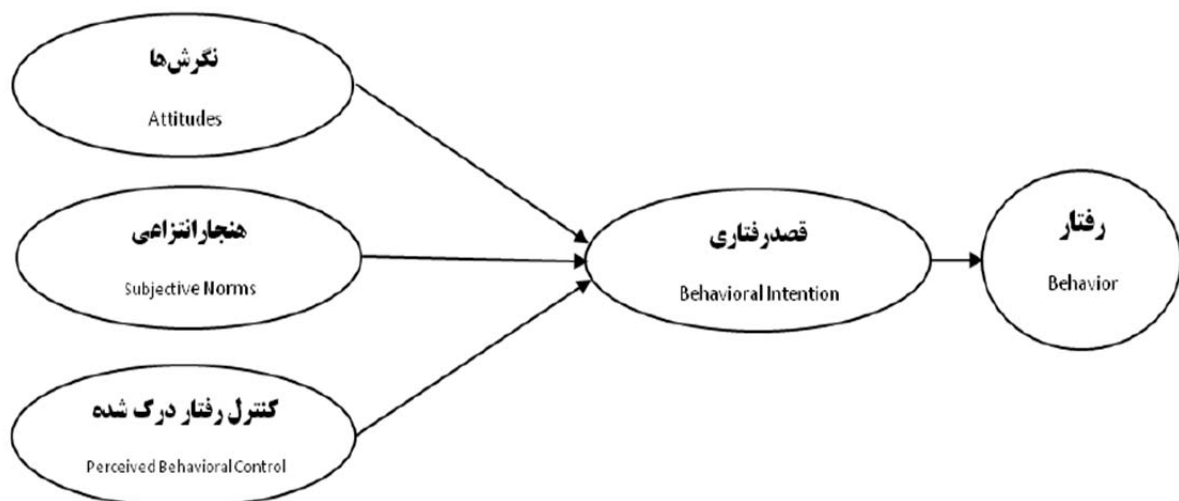 نگرش‌ها
Attitudes
هنجارانتزاعی
Subjective Norms
کنترل رفتار درک شده
Perceived Behavioral Control
قصدرفتاری
Behavioral Intention
رفتار
Behavior